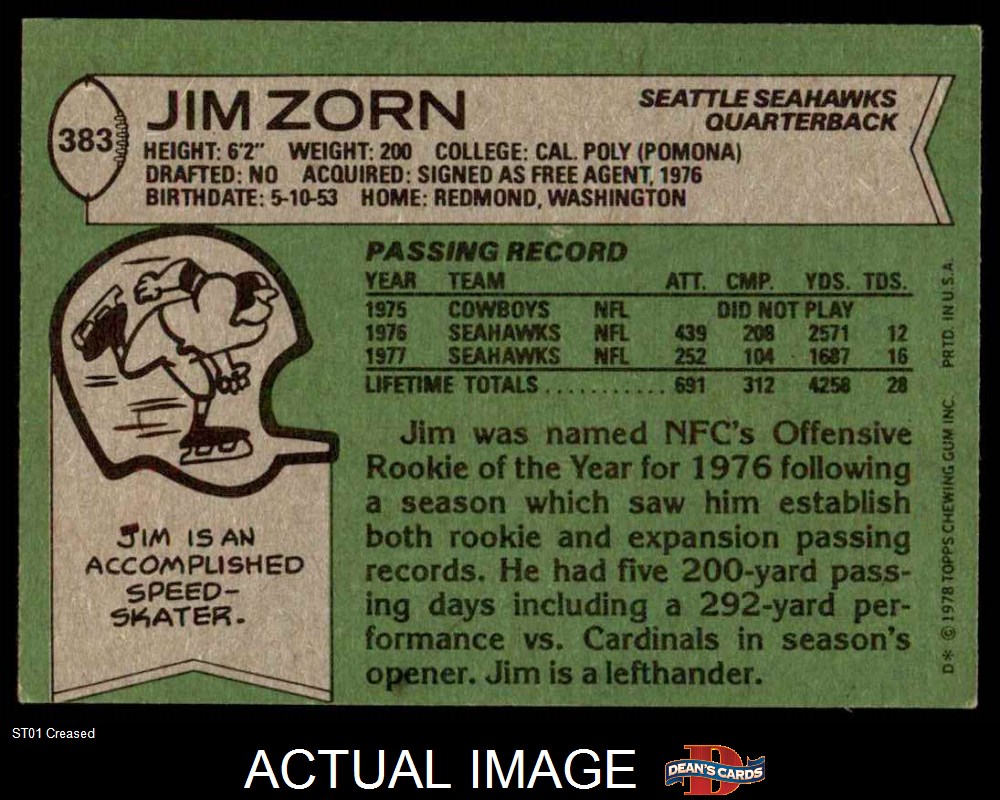 383
JIM ZORN
SEATTLE SEAHAWKS
QUARTERBACK
HEIGHT: 6'2" WEIGHT: 200 COLLEGE: CAL. POLY (POMONA)
DRAFTED: NO ACQUIRED: SIGNED AS FREE AGENT, 1976
BIRTHDATE: 5-10-53 HOME: REDMOND, WASHINGTON
PASSING RECORD
YEAR TEAM ATT. CMP. YDS. TDS.
1975 COWBOYS NFL DID NOT PLAY
1976 SEAHAWKS NFL 439 208 2571 12
1977 SEAHAWKS NFL 252 104 1687 16
LIFETIME TOTALS . . . . . . . . . . . 691 312 4258 28
Jim was named NFC's Offensive
Rookie of the Year for 1976 following
a season which saw him establish
both rookie and expansion passing
records. He had five 200-yard pass-
ing days including a 292-yard per-
formance vs. Cardinals in season's
opener. Jim is a lefthander.
JIM IS AN
ACCOMPLISHED
SPEED-
SKATER.
D* © 1978 TOPPS CHEWING GUM INC. PRTD. IN U.S.A.
ST01 Creased
ACTUAL IMAGE
D
DEAN'S CARDS